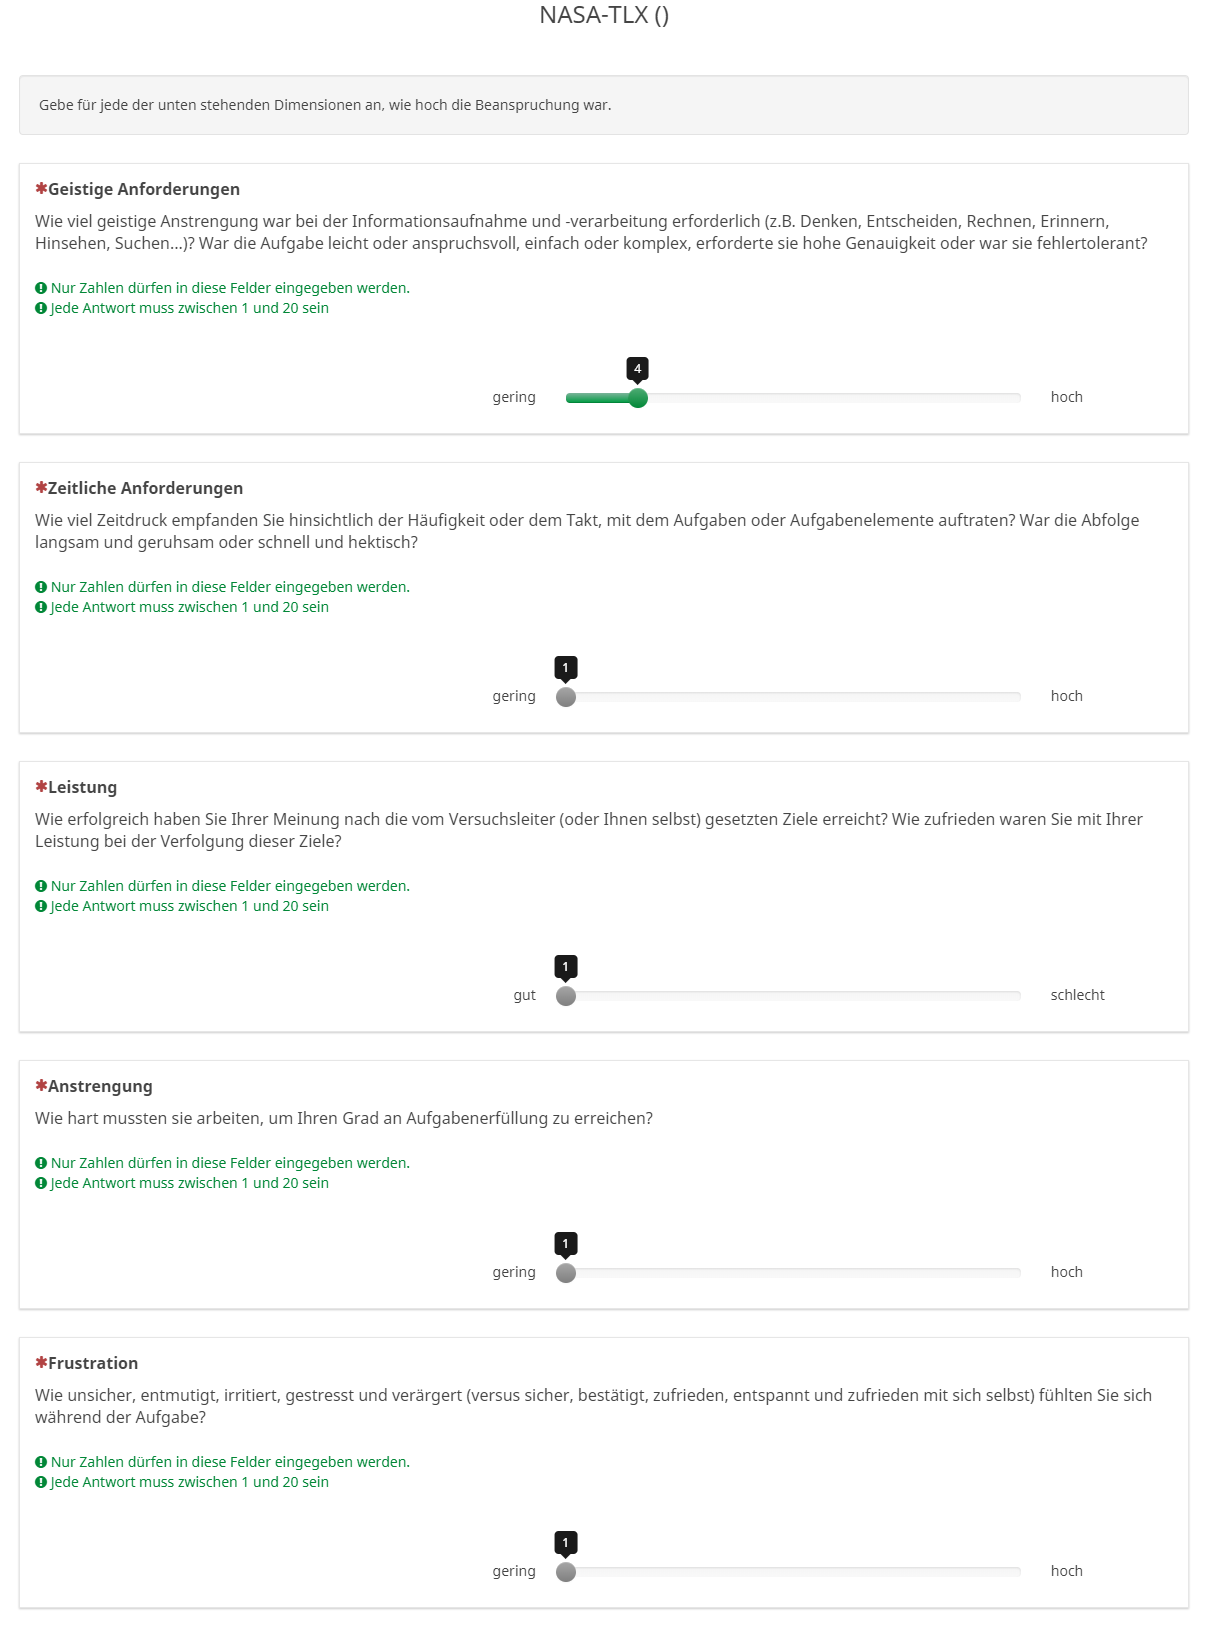 NASA-TLX ()
Gebe für jede der unten stehenden Dimensionen an, wie hoch die Beanspruchung war.
✱Geistige Anforderungen
Wie viel geistige Anstrengung war bei der Informationsaufnahme und -verarbeitung erforderlich (z.B. Denken, Entscheiden, Rechnen, Erinnern,
Hinsehen, Suchen...)? War die Aufgabe leicht oder anspruchsvoll, einfach oder komplex, erforderte sie hohe Genauigkeit oder war sie fehlertolerant?
Nur Zahlen dürfen in diese Felder eingegeben werden.
Jede Antwort muss zwischen 1 und 20 sein
4
gering hoch
✱Zeitliche Anforderungen
Wie viel Zeitdruck empfanden Sie hinsichtlich der Häufigkeit oder dem Takt, mit dem Aufgaben oder Aufgabenelemente auftraten? War die Abfolge
langsam und geruhsam oder schnell und hektisch?
Nur Zahlen dürfen in diese Felder eingegeben werden.
Jede Antwort muss zwischen 1 und 20 sein
1
gering hoch
✱Leistung
Wie erfolgreich haben Sie Ihrer Meinung nach die vom Versuchsleiter (oder Ihnen selbst) gesetzten Ziele erreicht? Wie zufrieden waren Sie mit Ihrer
Leistung bei der Verfolgung dieser Ziele?
Nur Zahlen dürfen in diese Felder eingegeben werden.
Jede Antwort muss zwischen 1 und 20 sein
1
gut schlecht
✱Anstrengung
Wie hart mussten sie arbeiten, um Ihren Grad an Aufgabenerfüllung zu erreichen?
Nur Zahlen dürfen in diese Felder eingegeben werden.
Jede Antwort muss zwischen 1 und 20 sein
1
gering hoch
✱Frustration
Wie unsicher, entmutigt, irritiert, gestresst und verärgert (versus sicher, bestätigt, zufrieden, entspannt und zufrieden mit sich selbst) fühlten Sie sich
während der Aufgabe?
Nur Zahlen dürfen in diese Felder eingegeben werden.
Jede Antwort muss zwischen 1 und 20 sein
1
gering hoch